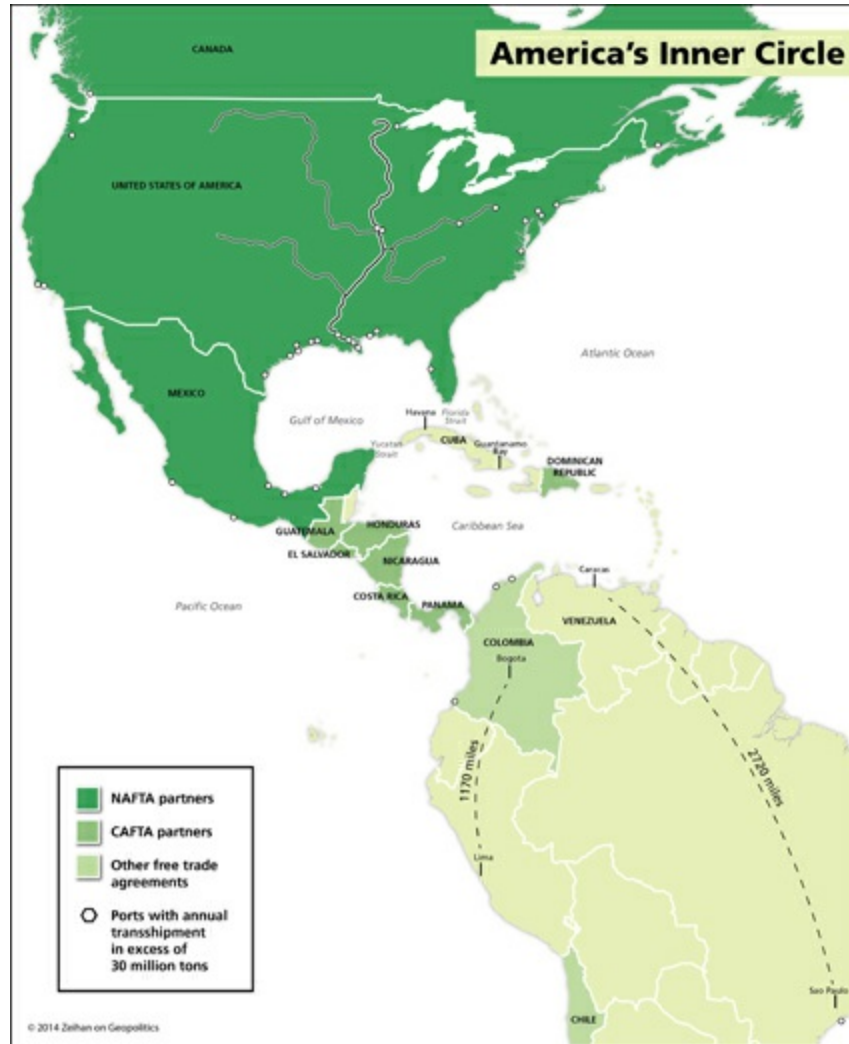 America's Inner Circle
CANADA
UNITED STATES OF AMERICA
Atlantic Ocean
MEXICO
Gulf of Mexico
Havana
Florida
Strait
Yucatan
Strait
CUBA
Guantanamo
Bay
DOMINICAN
REPUBLIC
GUATEMALA
HONDURAS
Caribbean Sea
EL SALVADOR
NICARAGUA
COSTA RICA
PANAMA
Pacific Ocean
Caracas
VENEZUELA
COLOMBIA
Bogota
1170 miles
2720 miles
Lima
Sao Paulo
CHILE
NAFTA partners
CAFTA partners
Other free trade
agreements
Ports with annual
transshipment
in excess of
30 million tons
© 2014 Zeihan on Geopolitics